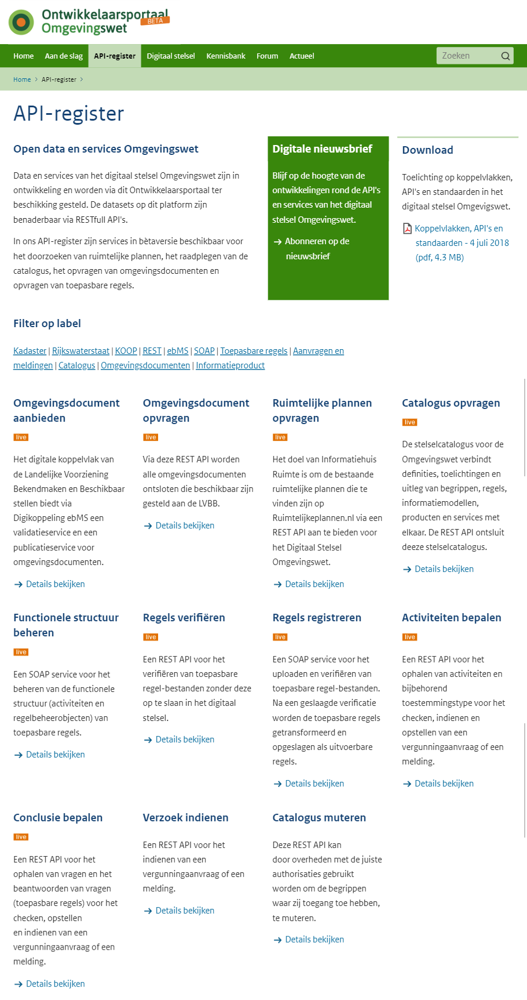 Ontwikkelaarsportaal
BETA
Omgevingswet
Home Aan de slag API-register Digitaal stelsel Kennisbank Forum Actueel Zoeken
Home > API-register >
API-register
Open data en services Omgevingswet
Data en services van het digitaal stelsel Omgevingswet zijn in
ontwikkeling en worden via dit Ontwikkelaarsportaal ter
beschikking gesteld. De datasets op dit platform zijn
benaderbaar via RESTfull API's.
In ons API-register zijn services in bètaversie beschikbaar voor
het doorzoeken van ruimtelijke plannen, het raadplegen van de
catalogus, het opvragen van omgevingsdocumenten en
opvragen van toepasbare regels.
Digitale nieuwsbrief
Blijf op de hoogte van de
ontwikkelingen rond de API's
en services van het digitaal
stelsel Omgevingswet.
→ Abonneren op de
nieuwsbrief
Download
Toelichting op koppelvlakken,
API's en standaarden in het
digitaal stelsel Omgevigswet.
Koppelvlakken, API's en
standaarden - 4 juli 2018
(pdf, 4.3 MB)
Filter op label
Kadaster | Rijkswaterstaat | KOOP | REST | ebMS | SOAP | Toepasbare regels | Aanvragen en
meldingen | Catalogus | Omgevingsdocumenten | Informatieproduct
Omgevingsdocument
aanbieden
live
Het digitale koppelvlak van
de Landelijke Voorziening
Bekendmaken en Beschikbaar
stellen biedt via
Digikoppeling ebMS een
validatieservice en een
publicatieservice voor
omgevingsdocumenten.
→ Details bekijken
Omgevingsdocument
opvragen
live
Via deze REST API worden
alle omgevingsdocumenten
ontsloten die beschikbaar zijn
gesteld aan de LVBB.
→ Details bekijken
Ruimtelijke plannen
opvragen
live
Het doel van Informatiehuis
Ruimte is om de bestaande
ruimtelijke plannen die te
vinden zijn op
Ruimtelijkeplannen.nl via een
REST API aan te bieden voor
het Digitaal Stelsel
Omgevingswet.
→ Details bekijken
Catalogus opvragen
live
De stelselcatalogus voor de
Omgevingswet verbindt
definities, toelichtingen en
uitleg van begrippen, regels,
informatiemodellen,
producten en services met
elkaar. De REST API ontsluit
deeze stelselcatalogus.
→ Details bekijken
Functionele structuur
beheren
live
Een SOAP service voor het
beheren van de functionele
structuur (activiteiten en
regelbeheerobjecten) van
toepasbare regels.
→ Details bekijken
Regels verifiëren
live
Een REST API voor het
verifiëren van toepasbare
regel-bestanden zonder deze
op te slaan in het digitaal
stelsel.
→ Details bekijken
Regels registreren
live
Een SOAP service voor het
uploaden en verifiëren van
toepasbare regel-bestanden.
Na een geslaagde verificatie
worden de toepasbare regels
getransformeerd en
opgeslagen als uitvoerbare
regels.
→ Details bekijken
Activiteiten bepalen
live
Een REST API voor het
ophalen van activiteiten en
bijbehorend
toestemmingstype voor het
checken, indienen en
opstellen van een
vergunningaanvraag of een
melding.
→ Details bekijken
Conclusie bepalen
live
Een REST API voor het
ophalen van vragen en het
beantwoorden van vragen
(toepasbare regels) voor het
checken, opstellen
en indienen van een
vergunningaanvraag of een
melding.
→ Details bekijken
Verzoek indienen
Een REST API voor het
indienen van een
vergunningaanvraag of een
melding.
→ Details bekijken
Catalogus muteren
Deze REST API kan
door overheden met de juiste
authorisaties gebruikt
worden om de begrippen
waar zij toegang toe hebben,
te muteren.
→ Details bekijken